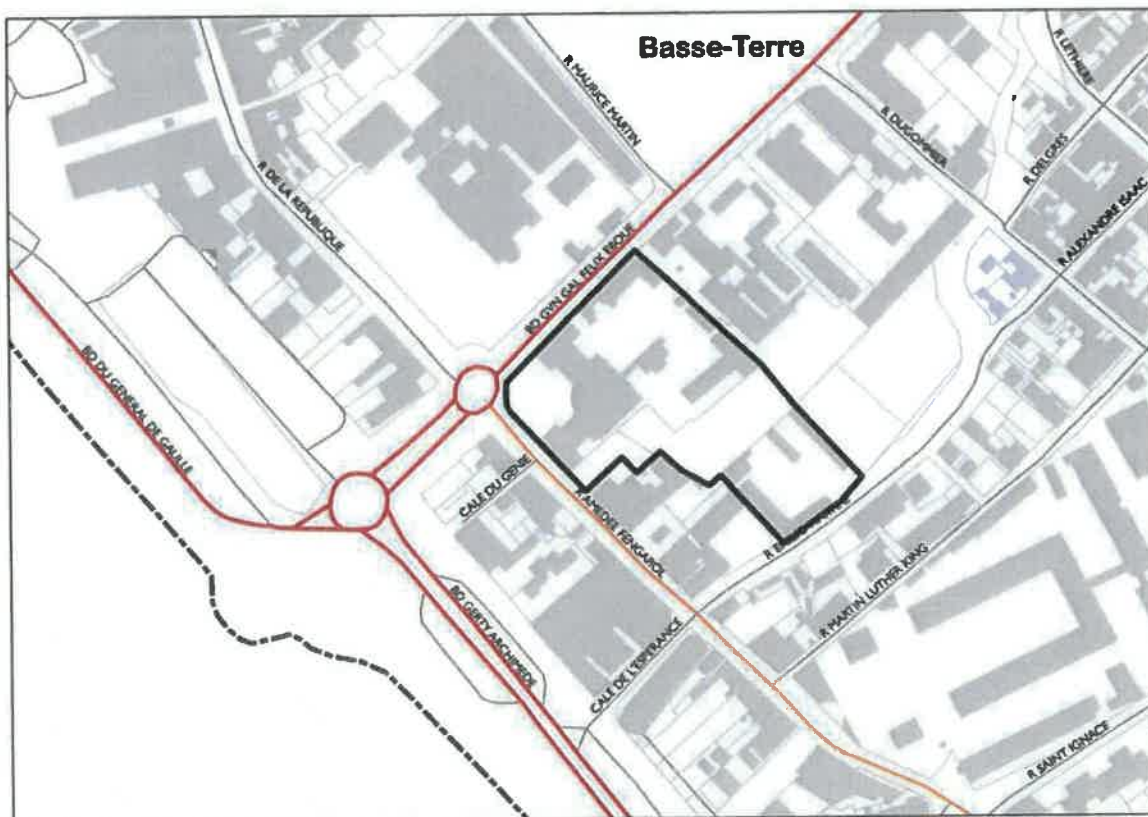 Basse-Terre
R LETHIERE
R MAURICE MARTIN
R DUGOMMIER
R DELGRES
R ALEXANDRE ISAAC
R DE LA REPUBLIQUE
BD GVN GAL FELIX EBOUE
BD DU GENERAL DE GAULLE
CALE DU GENIE
R AMEDEE FENGAROL
R
R MARTIN LUTHER KING
BD GERTY ARCHIMEDE
CALE DE L'ESPERANCE
R SAINT IGNACE